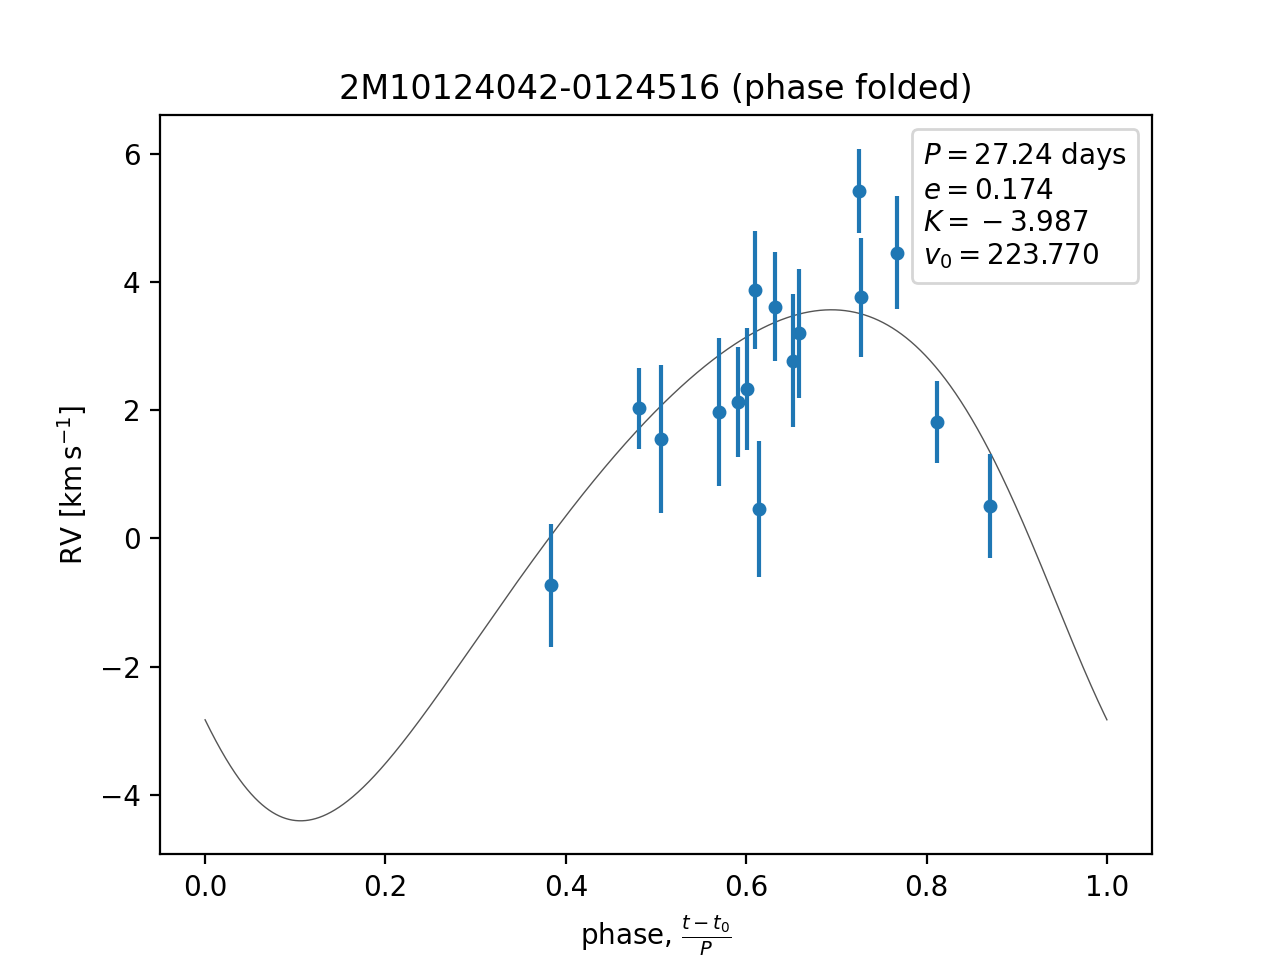 2M10124042-0124516 (phase folded)
P = 27.24 days
e = 0.174
K = −3.987
v₀ = 223.770
RV [km s⁻¹]
6
4
2
0
−2
−4
0.0 0.2 0.4 0.6 0.8 1.0
phase, (t − t₀)/P